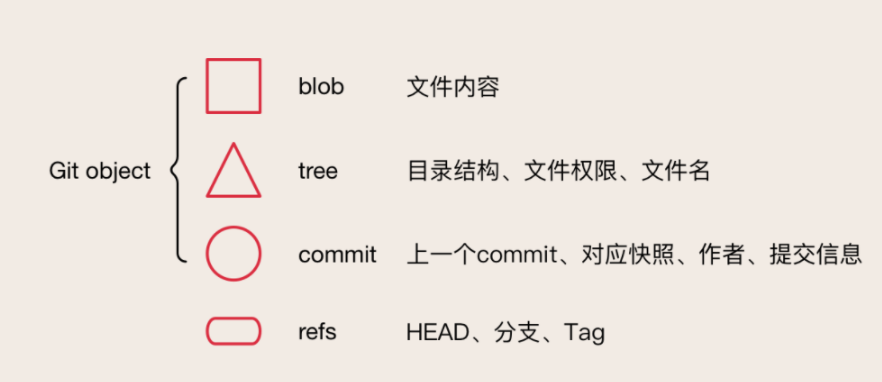 blob 文件内容
Git object tree 目录结构、文件权限、文件名
commit 上一个commit、对应快照、作者、提交信息
refs HEAD、分支、Tag